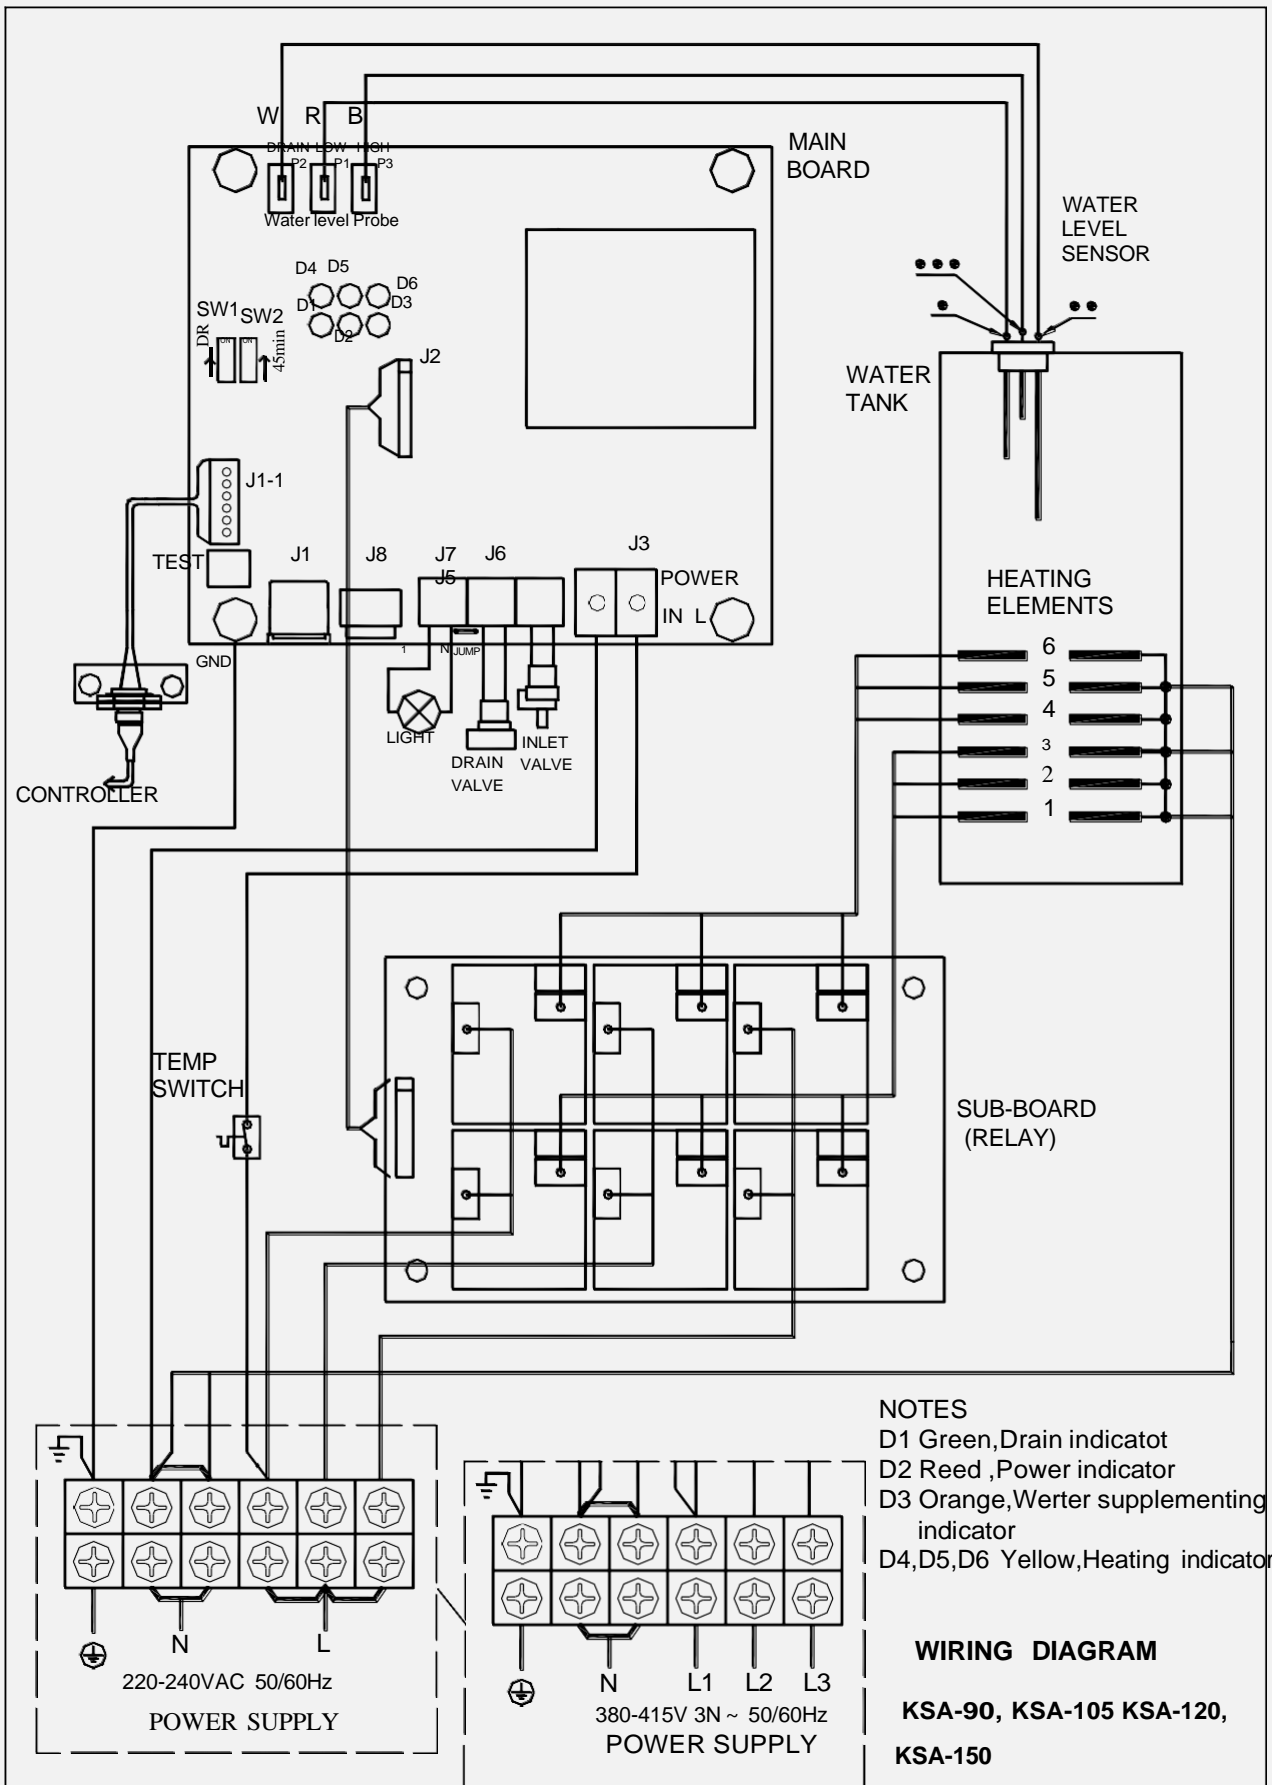 W R B
MAIN
BOARD
DRAIN LOW HIGH
P2 P1 P3
Water level Probe
WATER
LEVEL
SENSOR
D4 D5
D6
D1 D3
D2
SW1
SW2
DR
ON ON
45min
J2
WATER
TANK
J1-1
TEST
J1 J8 J7 J6 J3
J5
POWER
IN L
HEATING
ELEMENTS
GND
1 N JUMP
6
5
4
3
2
1
LIGHT
DRAIN
VALVE
INLET
VALVE
CONTROLLER
TEMP
SWITCH
SUB-BOARD
(RELAY)
NOTES
D1 Green,Drain indicatot
D2 Reed ,Power indicator
D3 Orange,Werter supplementing
indicator
D4,D5,D6 Yellow,Heating indicator
N L
220-240VAC 50/60Hz
POWER SUPPLY
N L1 L2 L3
380-415V 3N ~ 50/60Hz
POWER SUPPLY
WIRING DIAGRAM
KSA-90, KSA-105 KSA-120,
KSA-150